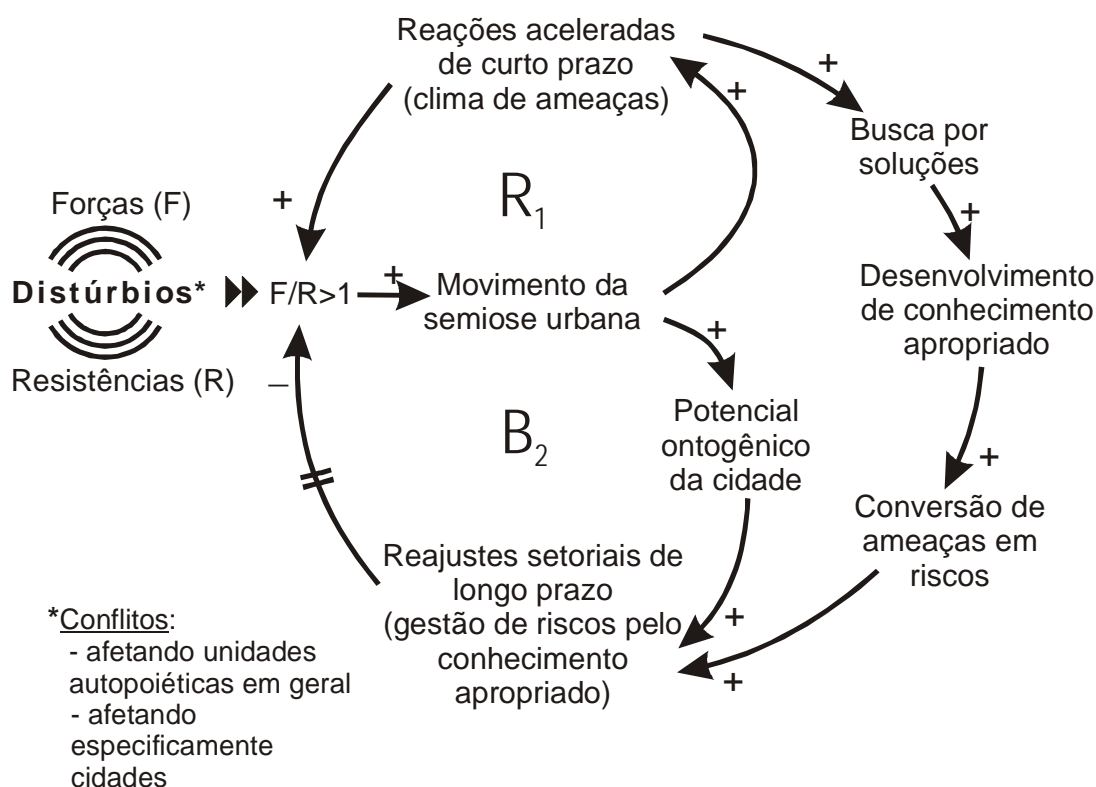 Reações aceleradas
de curto prazo
(clima de ameaças)
+
+
+
Busca por
soluções
+
Desenvolvimento
de conhecimento
apropriado
+
Conversão de
ameaças em
riscos
R1
Forças (F)
Distúrbios*
Resistências (R)
F/R>1
+
Movimento da
semiose urbana
+
Potencial
ontogênico
da cidade
B2
–
Reajustes setoriais de
longo prazo
(gestão de riscos pelo
conhecimento
apropriado)
+
+
*Conflitos:
- afetando unidades
autopoiéticas em geral
- afetando
especificamente
cidades